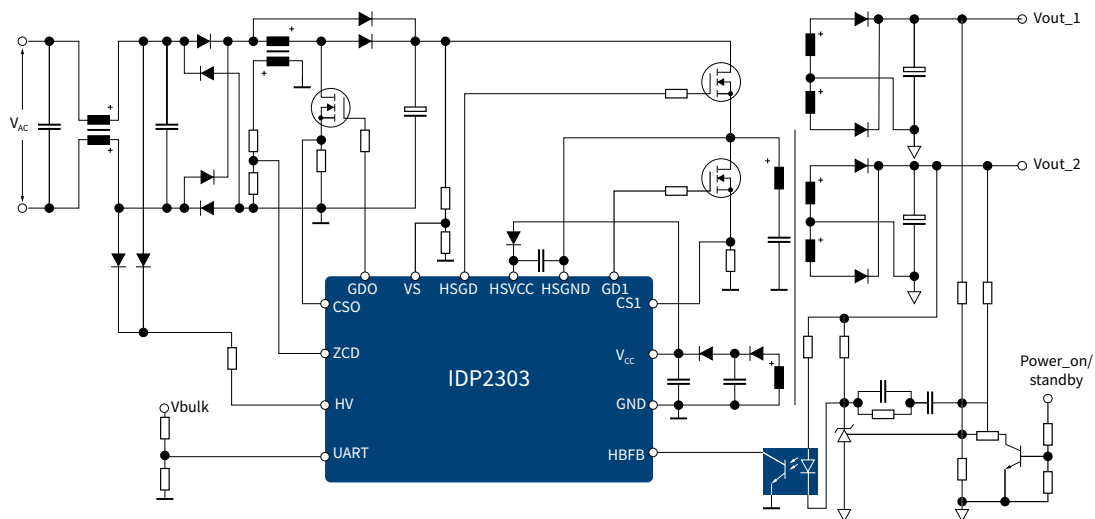 Vout_1
VAC
Vout_2
GDO
VS
HSGD
HSVCC
HSGND
GD1
CSO
CS1
ZCD
VCC
IDP2303
Power_on/
standby
HV
GND
Vbulk
UART
HBFB
+
+
+
+
+
+
+
+
+
+